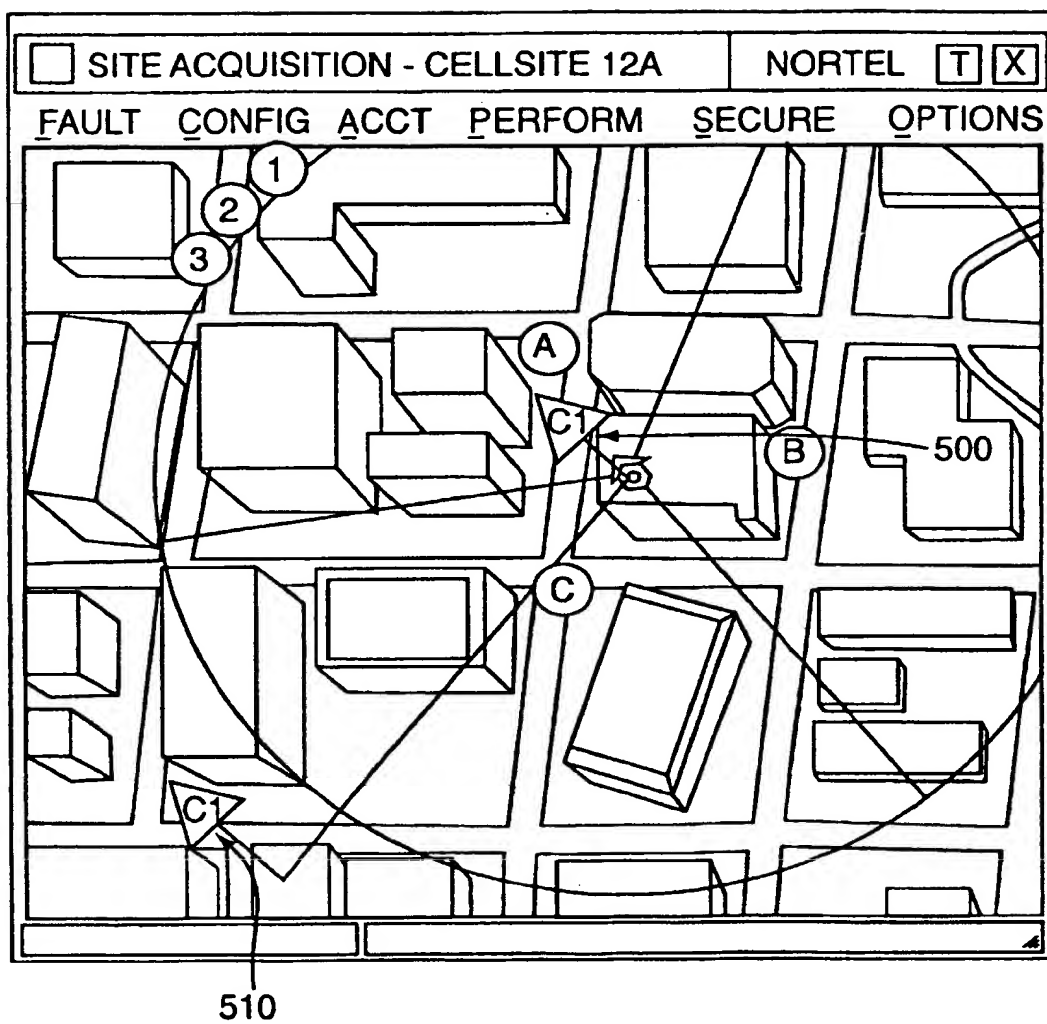 SITE ACQUISITION - CELLSITE 12A NORTEL T X
FAULT CONFIG ACCT PERFORM SECURE OPTIONS
1
2
3
A
C1
B
500
C
C1
510